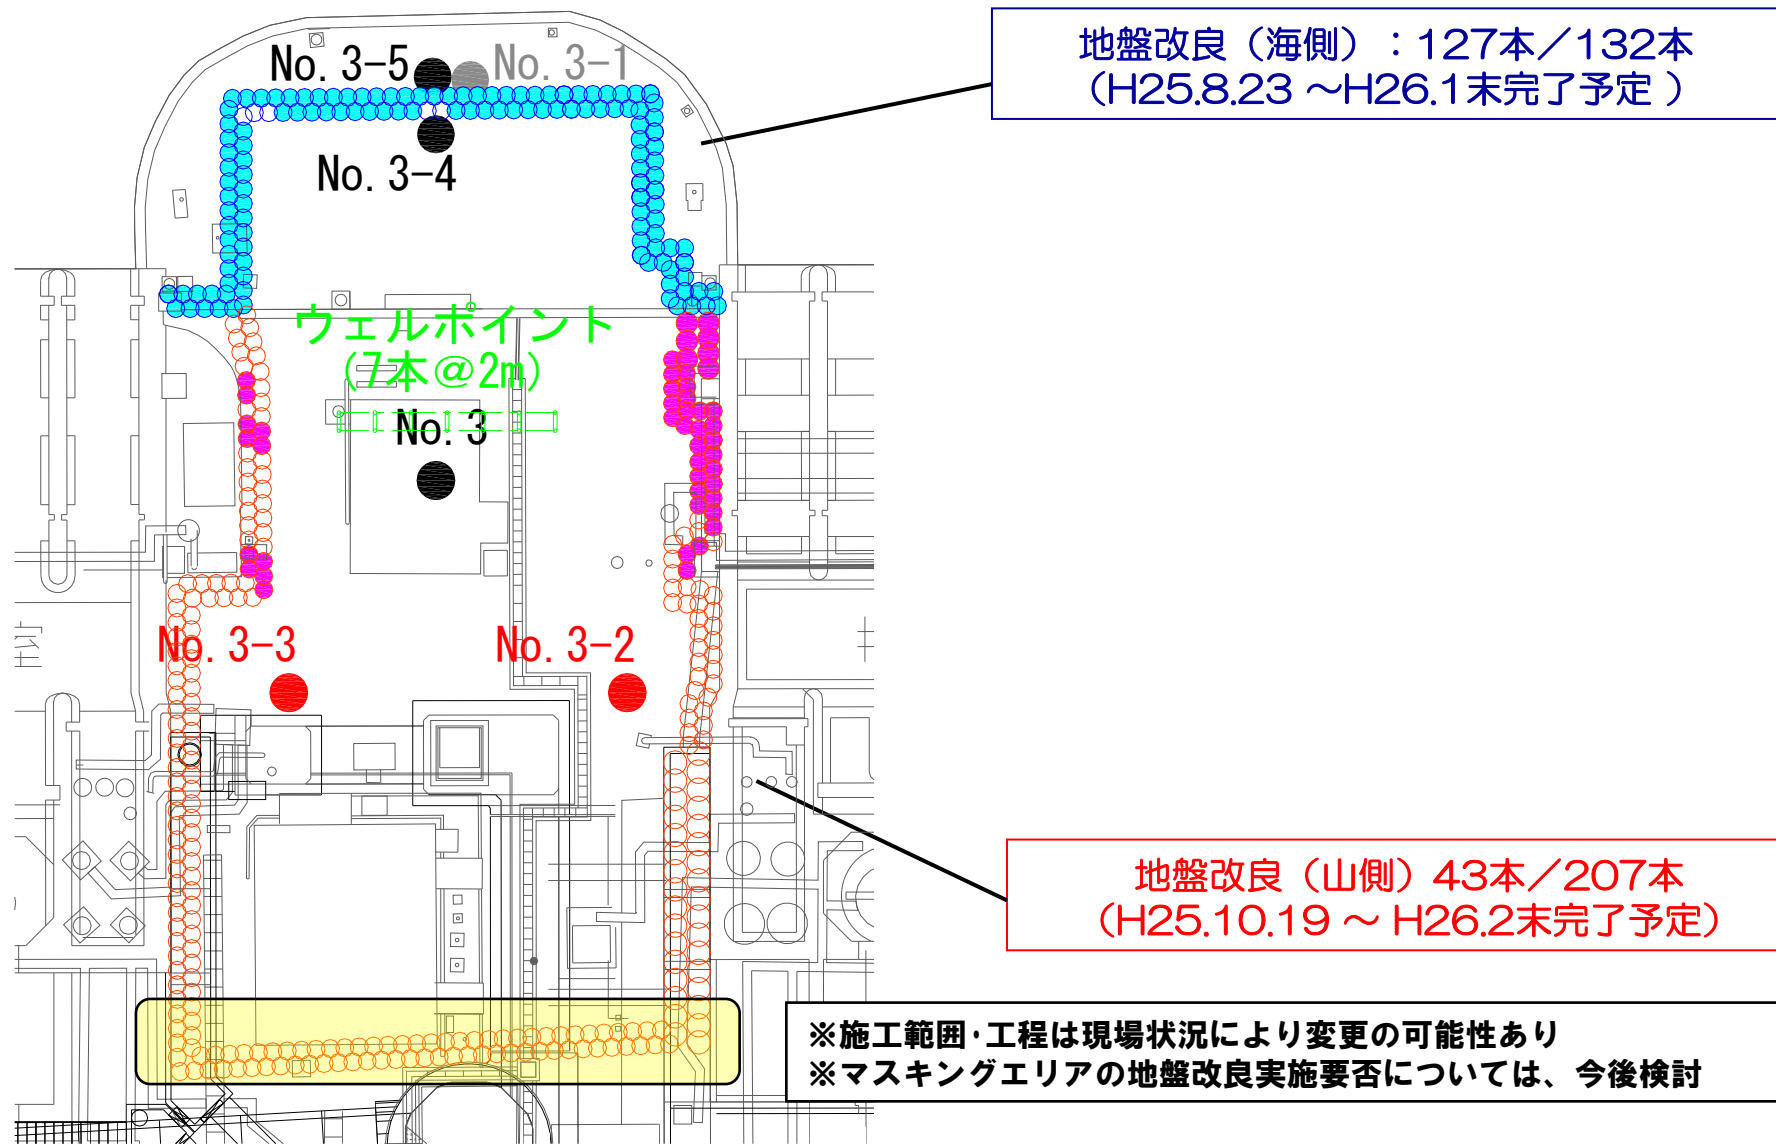 地盤改良（海側）：127本／132本
（H25.8.23 ～H26.1末完了予定 ）
No. 3-5
No. 3-1
No. 3-4
ウェルポイント
(7本@2m)
No. 3
No. 3-3
No. 3-2
地盤改良（山側）43本／207本
（H25.10.19 ～ H26.2末完了予定）
※施工範囲･工程は現場状況により変更の可能性あり
※マスキングエリアの地盤改良実施要否については、今後検討